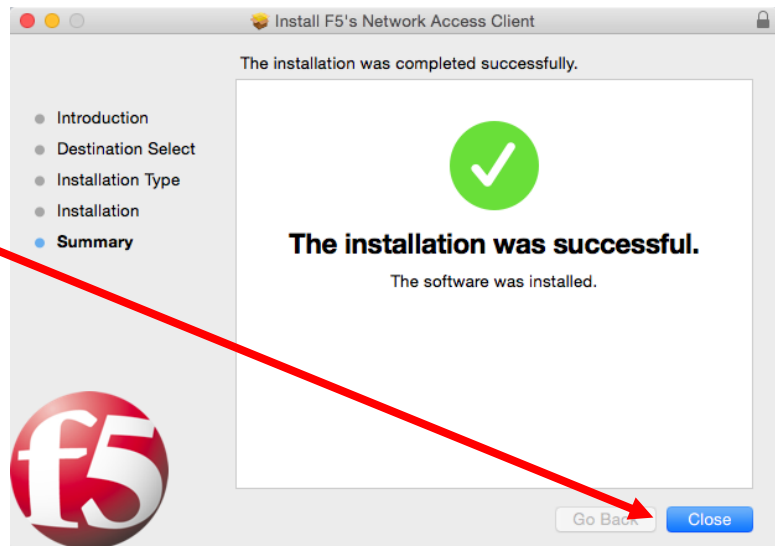 Install F5's Network Access Client
The installation was completed successfully.
Introduction
Destination Select
Installation Type
Installation
Summary
The installation was successful.
The software was installed.
f5
Go Back
Close